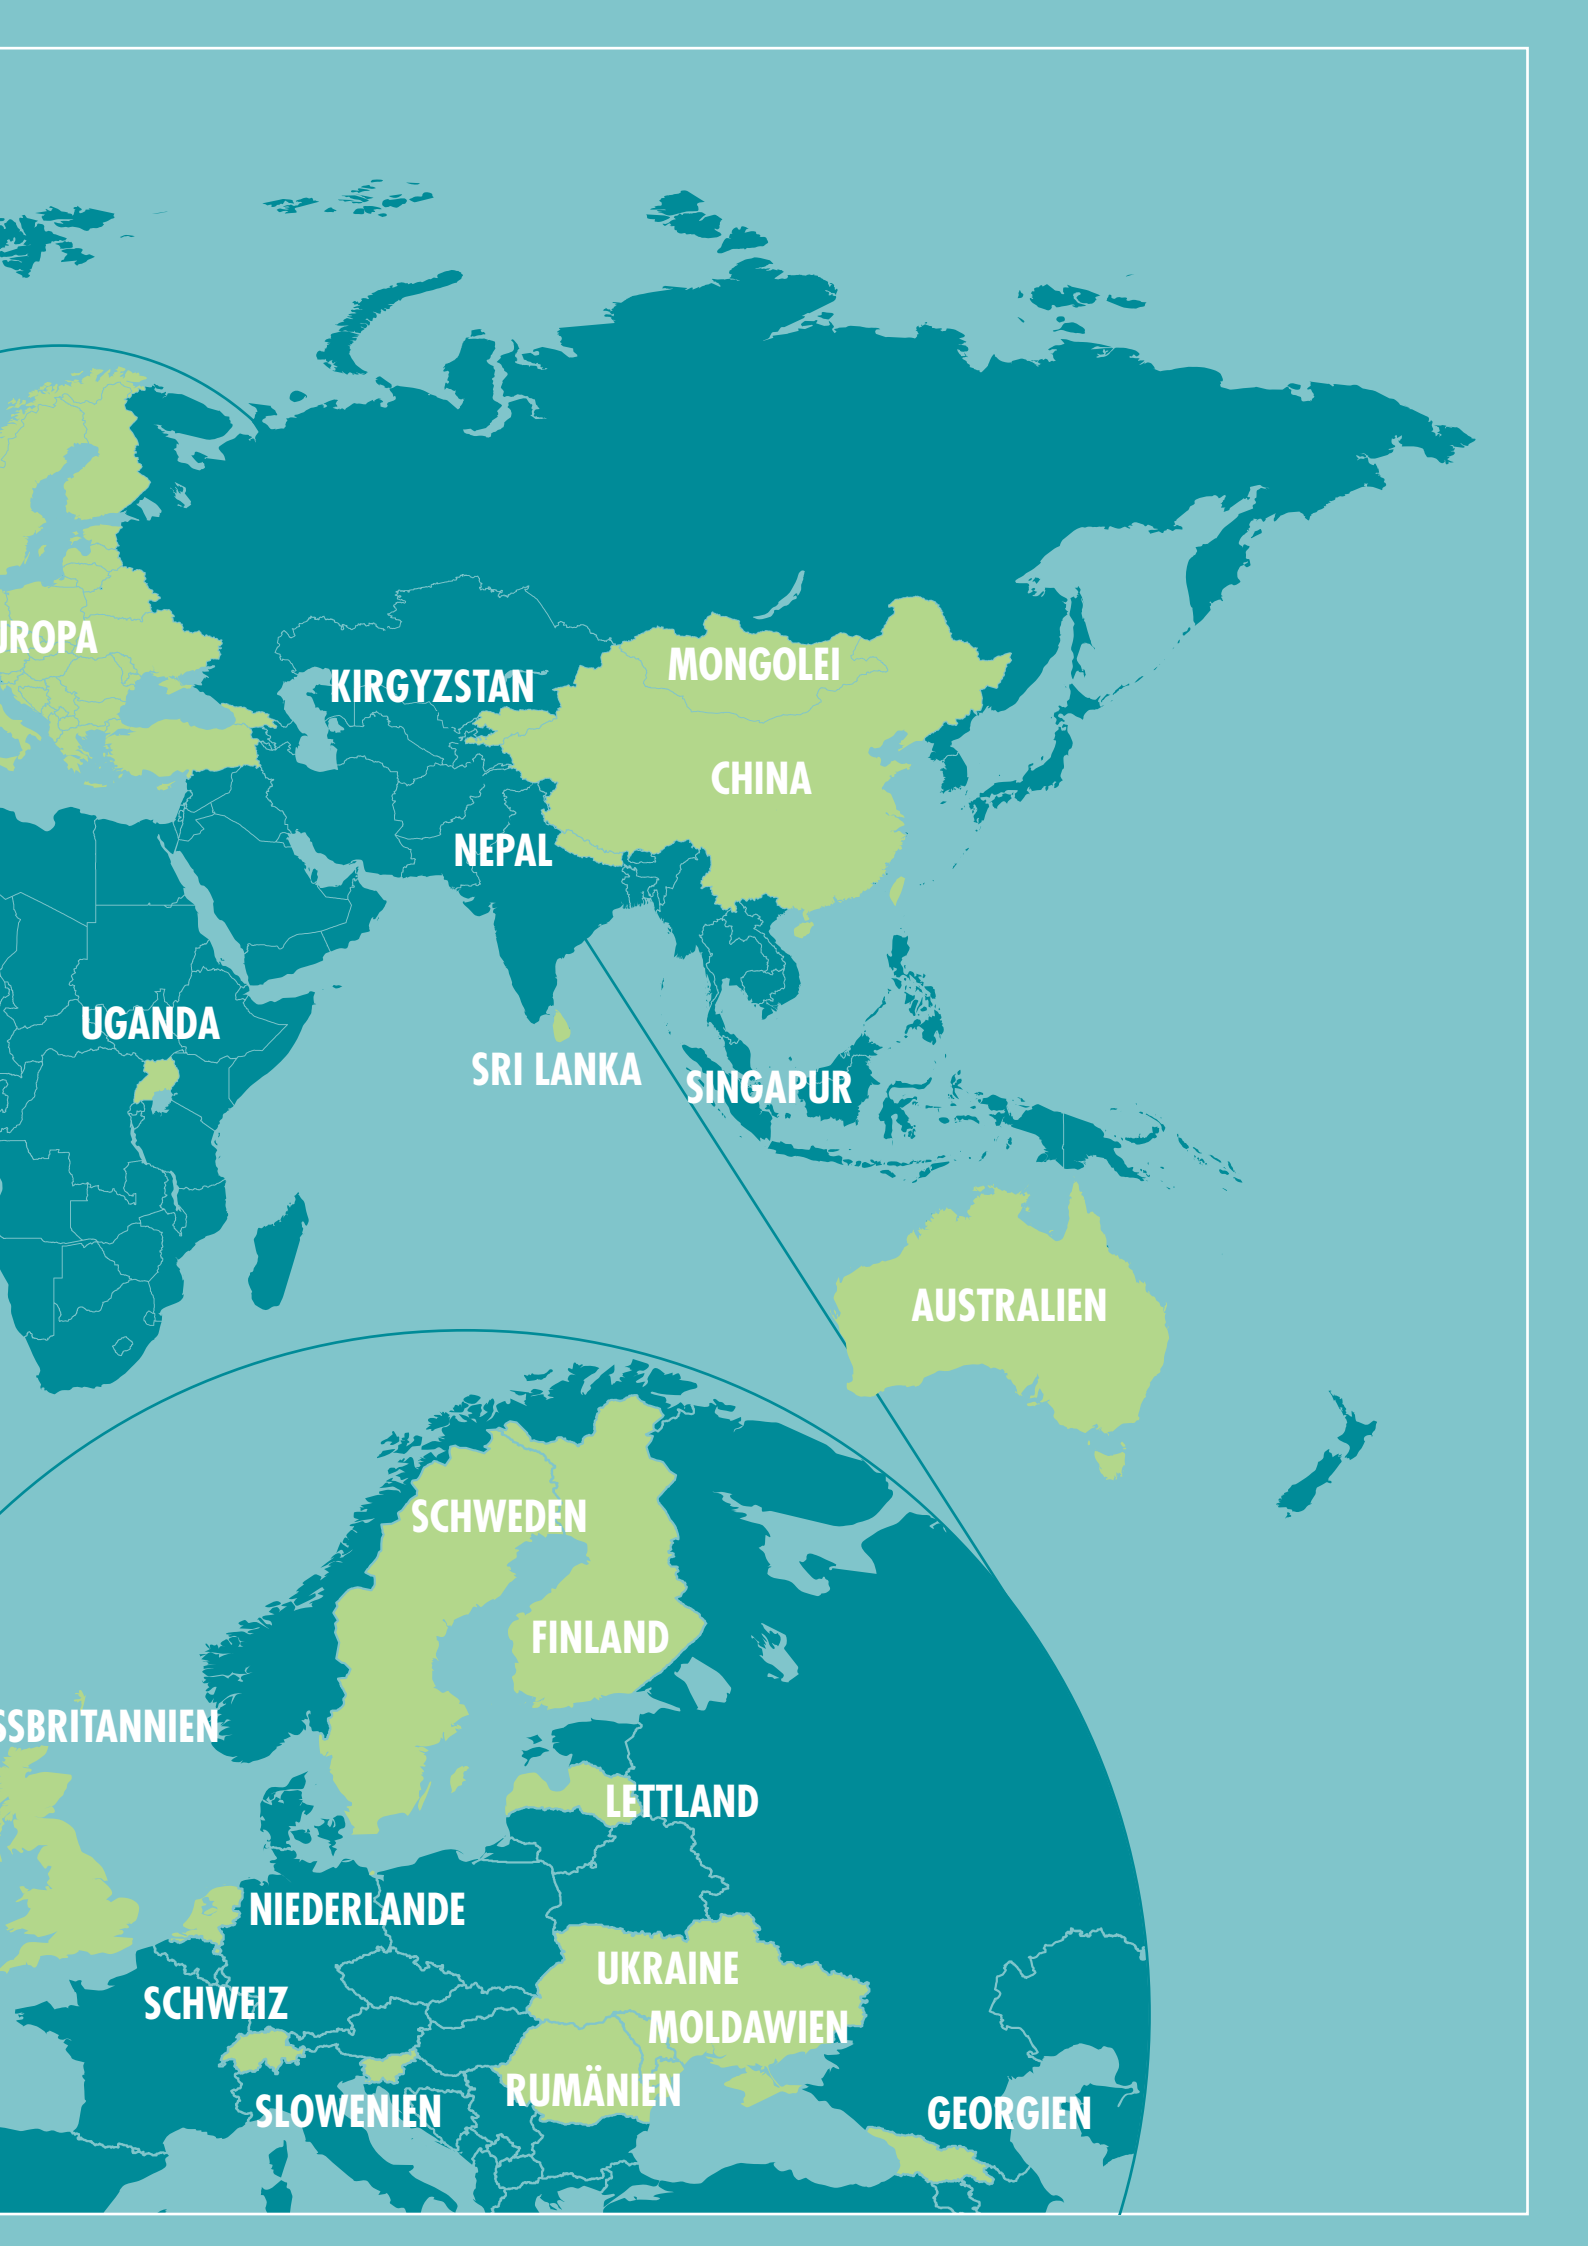 UROPA
MONGOLEI
KIRGYZSTAN
CHINA
NEPAL
UGANDA
SRI LANKA
SINGAPUR
AUSTRALIEN
SCHWEDEN
FINLAND
SSBRITANNIEN
LETTLAND
NIEDERLANDE
UKRAINE
SCHWEIZ
MOLDAWIEN
RUMÄNIEN
SLOWENIEN
GEORGIEN